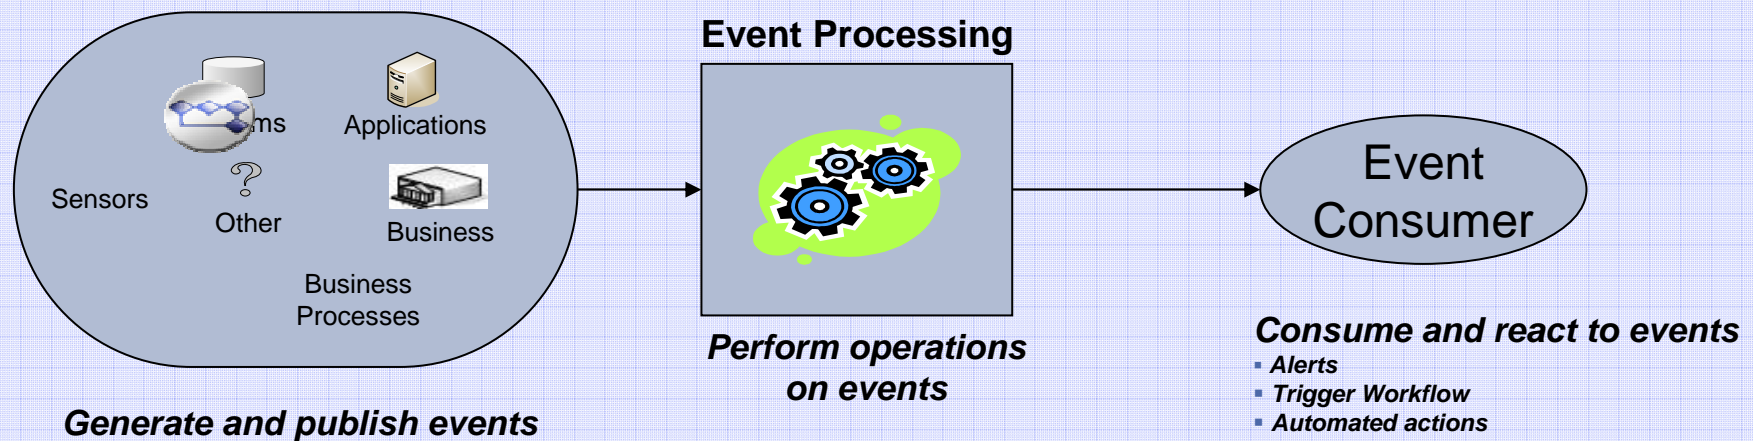 Event Processing
ms
Applications
Sensors
?
Other
Business
Business
Processes
Generate and publish events
Perform operations
on events
Event
Consumer
Consume and react to events
▪ Alerts
▪ Trigger Workflow
▪ Automated actions